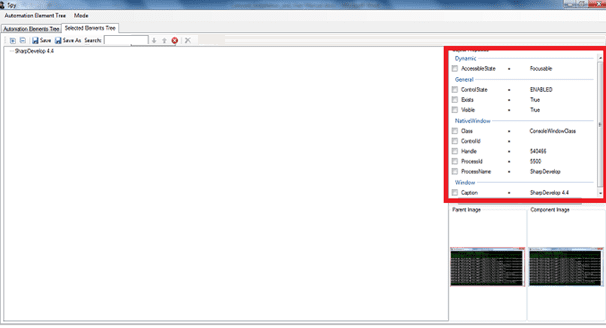 Spy
Automation Element Tree Mode
Automation Elements Tree Selected Elements Tree
Save Save As Search:
SharpDevelop 4.4
Dynamic
AccessibleState = Focusable
General
ControlState = ENABLED
Exists = True
Visible = True
NativeWindow
Class = ConsoleWindowClass
ControlId =
Handle = 540466
ProcessId = 5500
ProcessName = SharpDevelop
Window
Caption = SharpDevelop 4.4
Parent Image Component Image